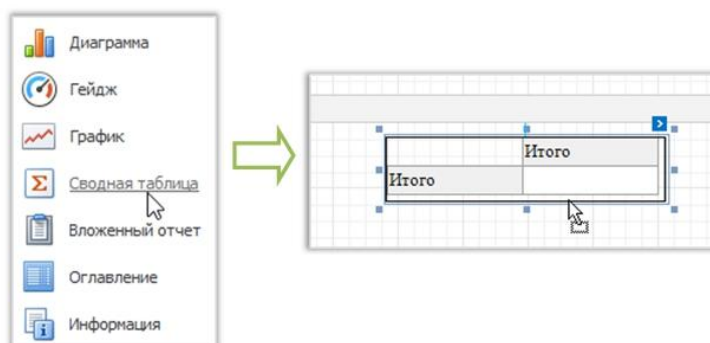 Диаграмма
Гейдж
График
Сводная таблица
Вложенный отчет
Оглавление
Информация
Итого
Итого